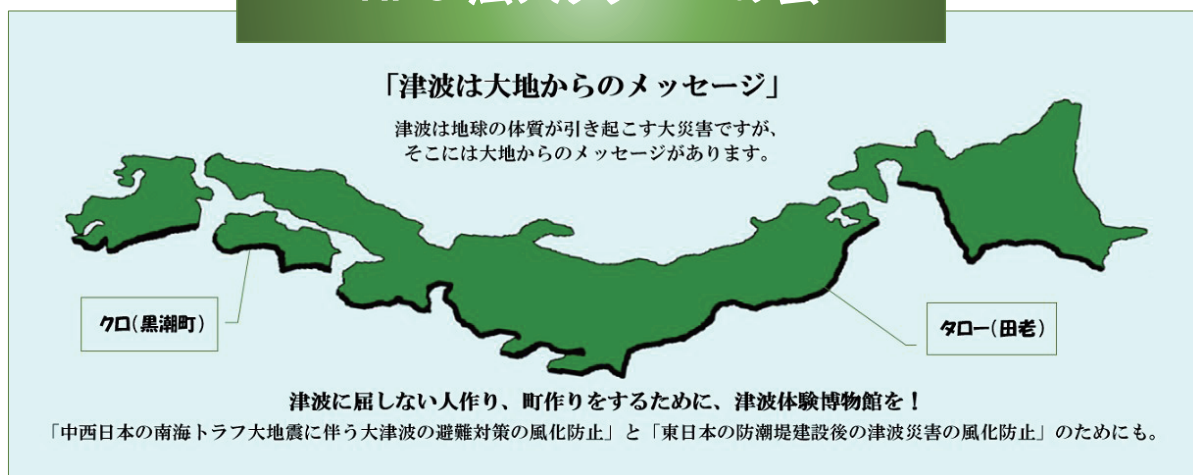 「津波は大地からのメッセージ」
津波は地球の体質が引き起こす大災害ですが、
そこには大地からのメッセージがあります。
クロ(黒潮町)
タロー(田老)
津波に屈しない人作り、町作りをするために、津波体験博物館を！
「中西日本の南海トラフ大地震に伴う大津波の避難対策の風化防止」と「東日本の防潮堤建設後の津波災害の風化防止」のためにも。